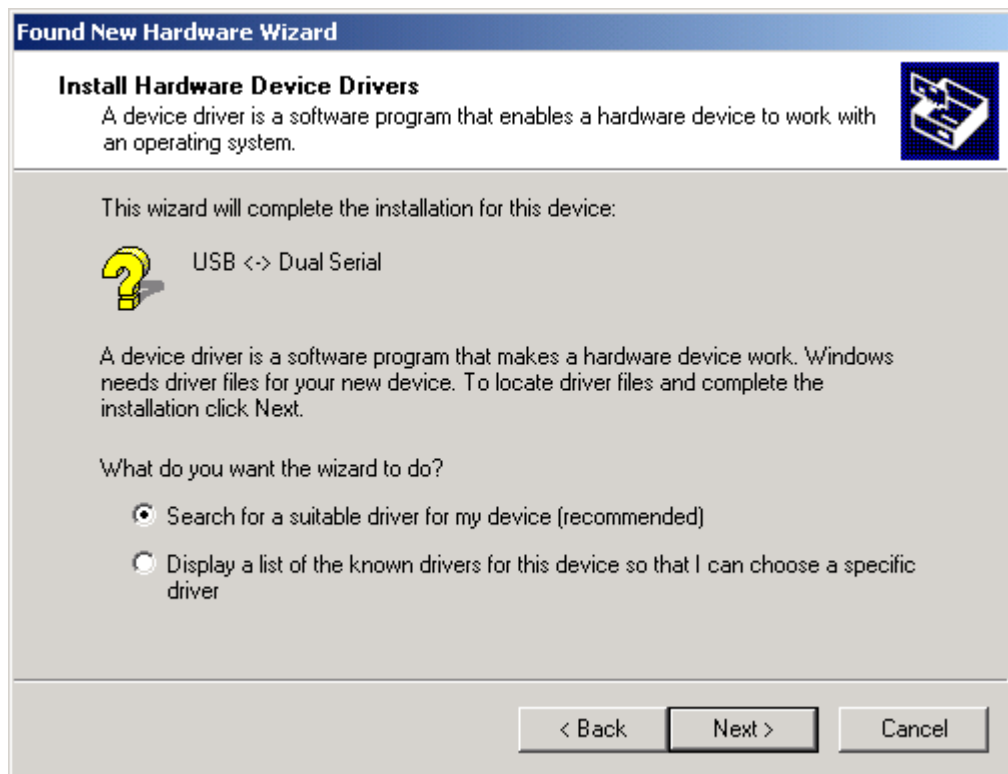 Found New Hardware Wizard
Install Hardware Device Drivers
A device driver is a software program that enables a hardware device to work with
an operating system.
This wizard will complete the installation for this device:
USB <-> Dual Serial
A device driver is a software program that makes a hardware device work. Windows
needs driver files for your new device. To locate driver files and complete the
installation click Next.
What do you want the wizard to do?
Search for a suitable driver for my device (recommended)
Display a list of the known drivers for this device so that I can choose a specific
driver
< Back Next > Cancel